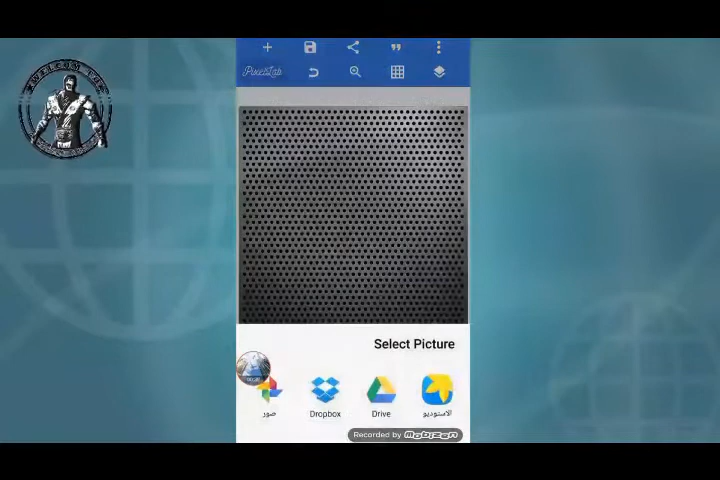 PixelLab
Select Picture
صور
Dropbox
Drive
الاستوديو
Recorded by Mobizen